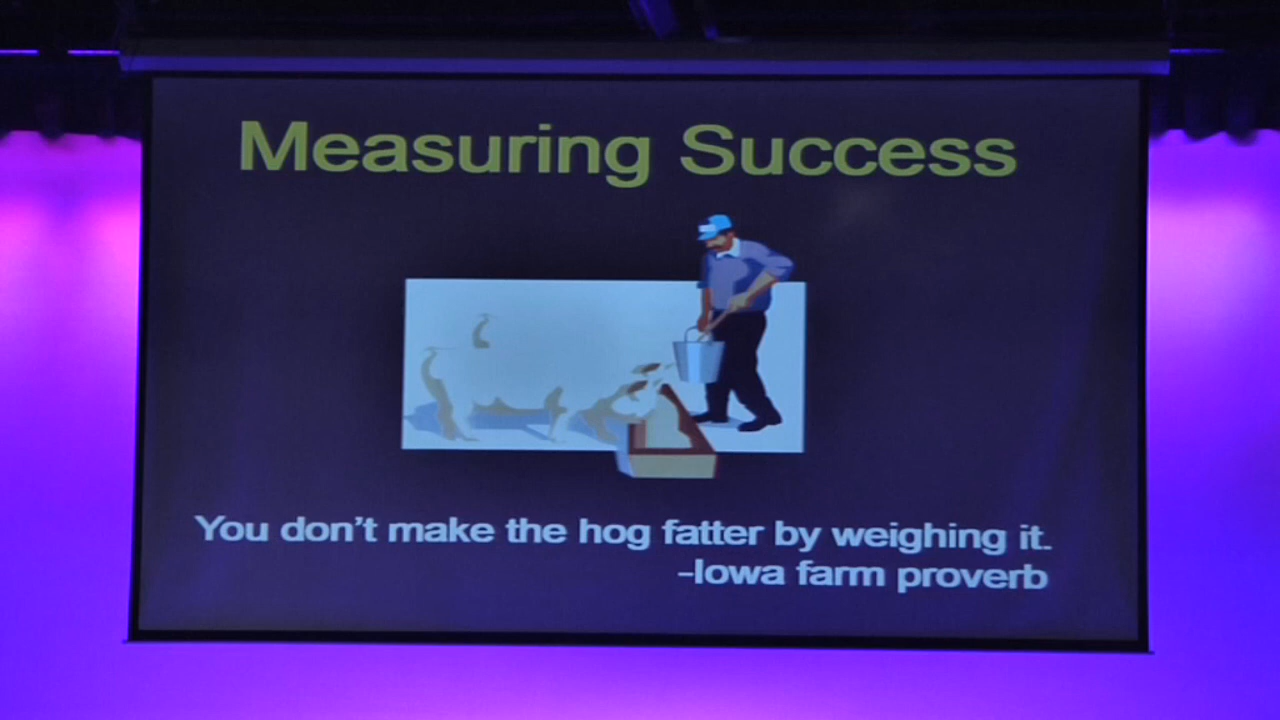 Measuring Success
You don't make the hog fatter by weighing it.
-Iowa farm proverb